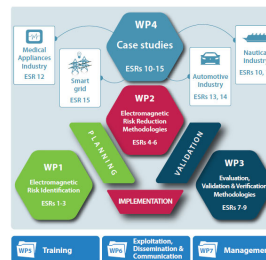 WP4
Case studies
ESRs 10-15
Medical
Appliances
Industry
ESR 12
Smart
grid
ESR 15
Automotive
Industry
ESRs 13, 14
Nautica
Industry
ESRs 10,
WP2
Electromagnetic
Risk Reduction
Methodologies
ESRs 4-6
PLANNING
VALIDATION
WP1
Electromagnetic
Risk Identification
ESRs 1-3
IMPLEMENTATION
WP3
Evaluation,
Validation & Verification
Methodologies
ESRs 7-9
WP5 Training
WP6 Exploitation,
Dissemination &
Communication
WP7 Managemen